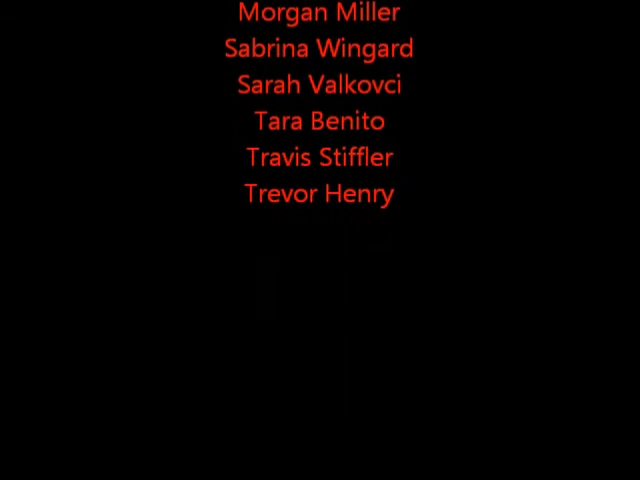 Morgan Miller
Sabrina Wingard
Sarah Valkovci
Tara Benito
Travis Stiffler
Trevor Henry